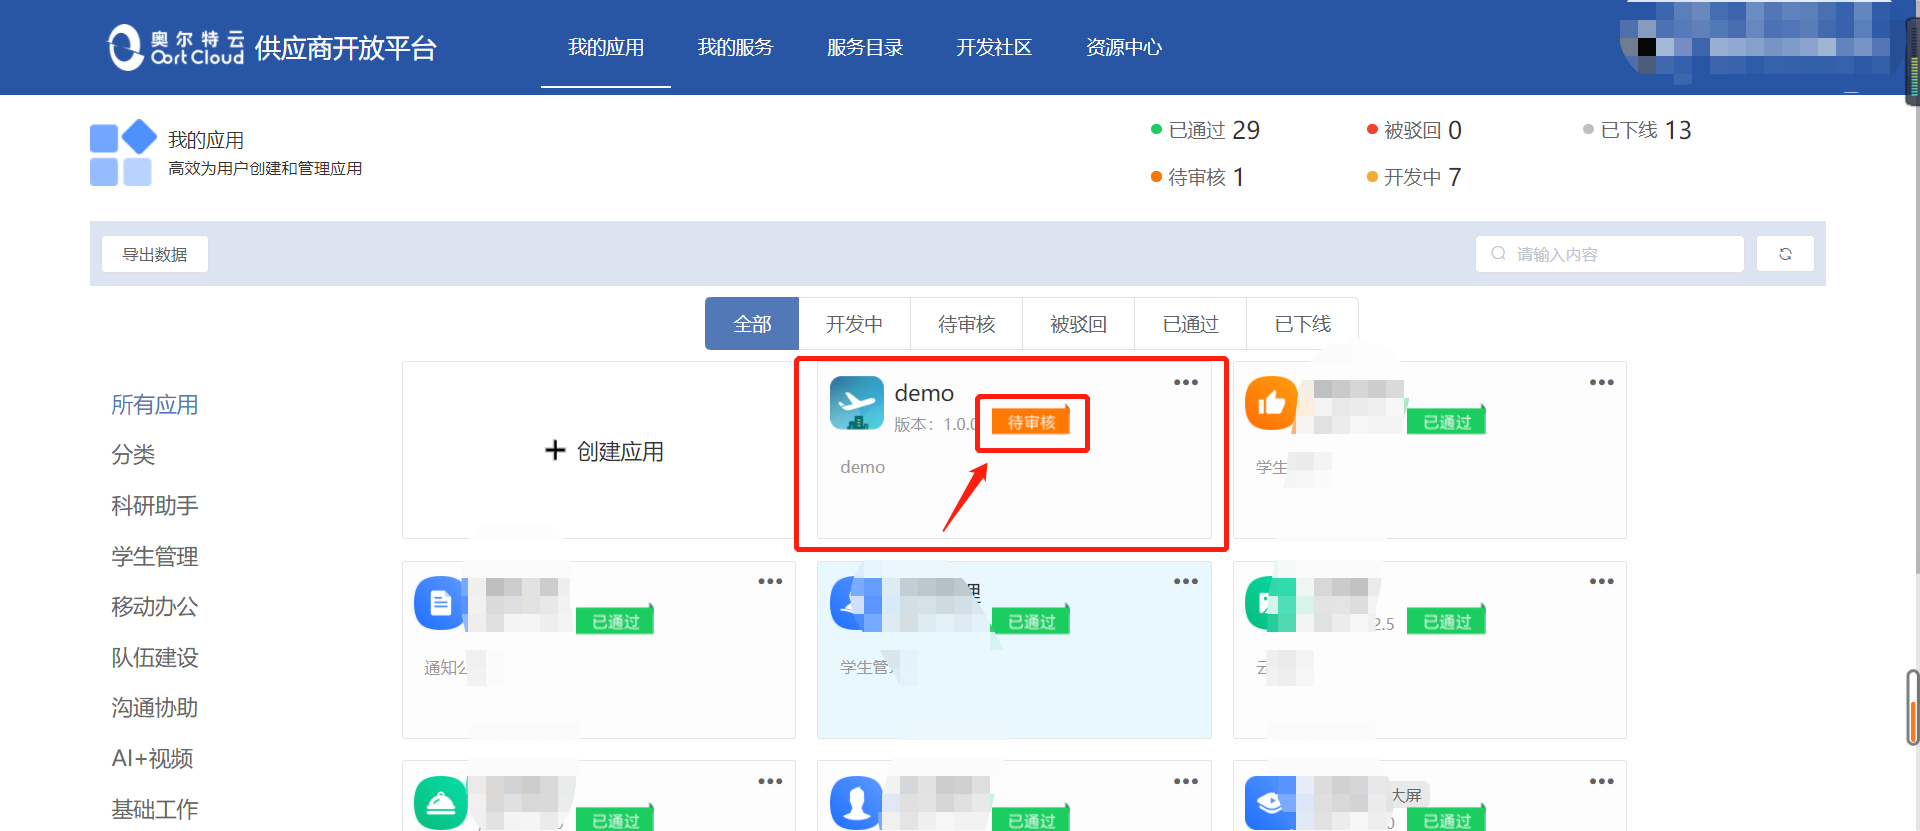 奥尔特云
OortCloud
供应商开放平台
我的应用 我的服务 服务目录 开发社区 资源中心
我的应用
高效为用户创建和管理应用
已通过 29 被驳回 0 已下线 13
待审核 1 开发中 7
导出数据 请输入内容
全部 开发中 待审核 被驳回 已通过 已下线
所有应用
分类
科研助手
学生管理
移动办公
队伍建设
沟通协助
AI+视频
基础工作
创建应用
demo
版本: 1.0.0
待审核
demo
已通过
学生
已通过
通知公
理
已通过
学生管
2.5
已通过
云
已通过
已通过
大屏
0
已通过